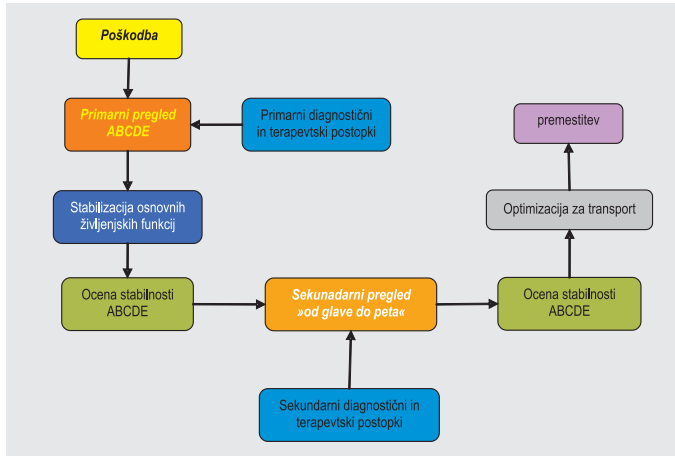 Poškodba
Primarni pregled
ABCDE
Primarni diagnostični
in terapevtski postopki
premestitev
Stabilizacija osnovnih
življenjskih funkcij
Optimizacija za transport
Ocena stabilnosti
ABCDE
Sekunadarni pregled
»od glave do peta«
Ocena stabilnosti
ABCDE
Sekundarni diagnostični in
terapevtski postopki